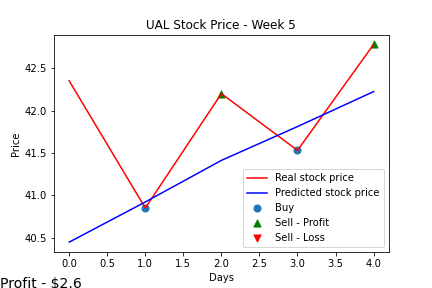 UAL Stock Price - Week 5
Price
42.5
42.0
41.5
41.0
40.5
Real stock price
Predicted stock price
Buy
Sell - Profit
Sell - Loss
0.0 0.5 1.0 1.5 2.0 2.5 3.0 3.5 4.0
Days
Profit - $2.6